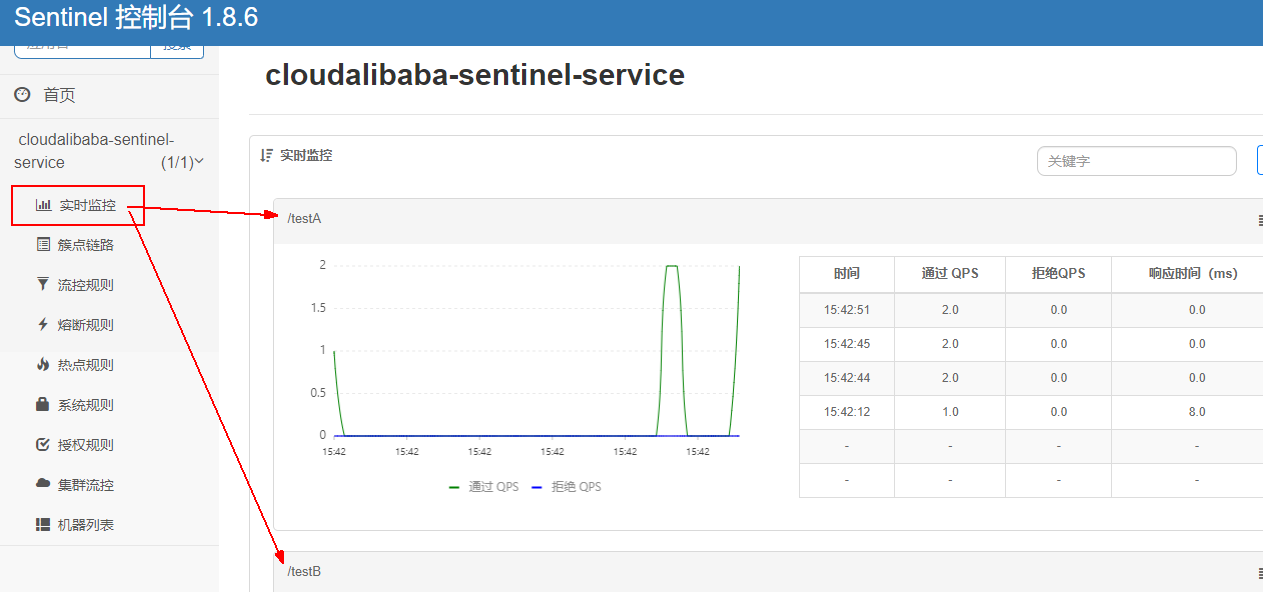 Sentinel 控制台 1.8.6
首页
cloudalibaba-sentinel-
service (1/1)
实时监控
簇点链路
流控规则
熔断规则
热点规则
系统规则
授权规则
集群流控
机器列表
cloudalibaba-sentinel-service
实时监控
关键字
/testA
2
1.5
1
0.5
0
15:42 15:42 15:42 15:42 15:42 15:42
通过 QPS 拒绝 QPS
时间 通过 QPS 拒绝QPS 响应时间（ms）
15:42:51 2.0 0.0 0.0
15:42:45 2.0 0.0 0.0
15:42:44 2.0 0.0 0.0
15:42:12 1.0 0.0 8.0
- - - -
- - - -
/testB